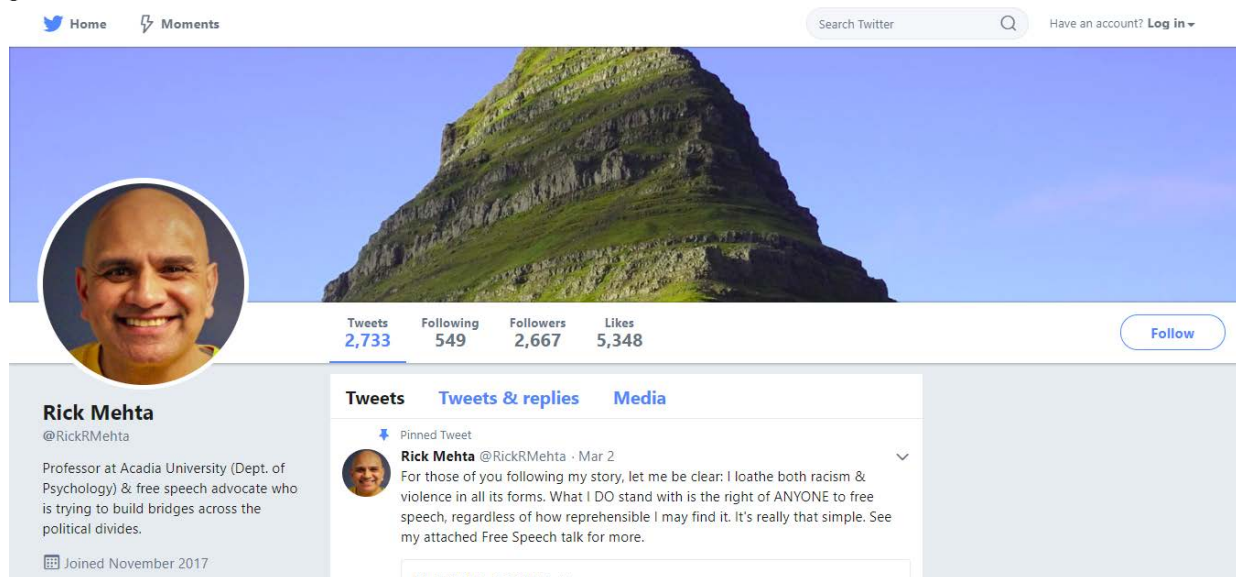 Home Moments Search Twitter Have an account? Log in
Tweets Following Followers Likes
2,733 549 2,667 5,348
Follow
Rick Mehta
@RickRMehta
Professor at Acadia University (Dept. of
Psychology) & free speech advocate who
is trying to build bridges across the
political divides.
Joined November 2017
Tweets Tweets & replies Media
Pinned Tweet
Rick Mehta @RickRMehta · Mar 2
For those of you following my story, let me be clear: I loathe both racism &
violence in all its forms. What I DO stand with is the right of ANYONE to free
speech, regardless of how reprehensible I may find it. It's really that simple. See
my attached Free Speech talk for more.